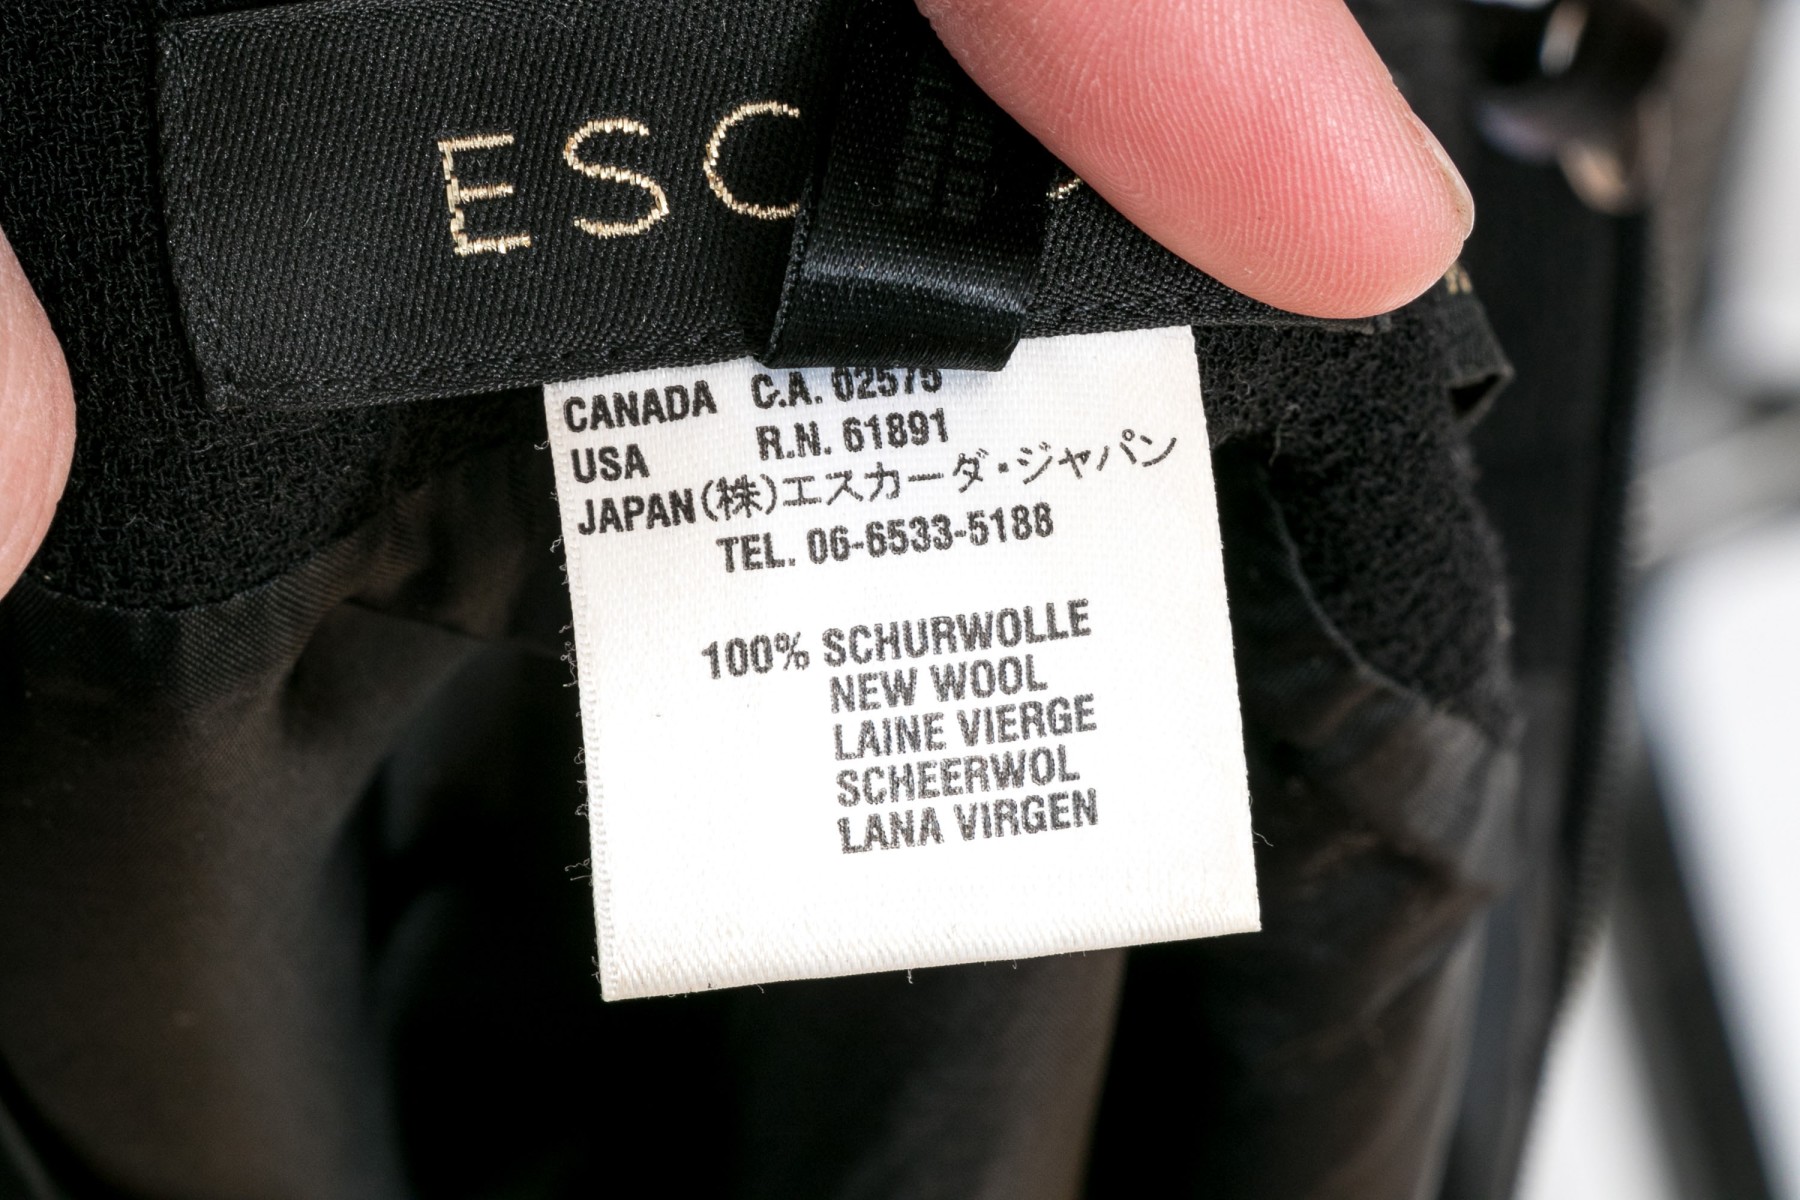 ESC
CANADA C.A. 02575
USA R.N. 61891
JAPAN (株)エスカーダ・ジャパン
TEL. 06-6533-5188
100% SCHURWOLLE
NEW WOOL
LAINE VIERGE
SCHEERWOL
LANA VIRGEN